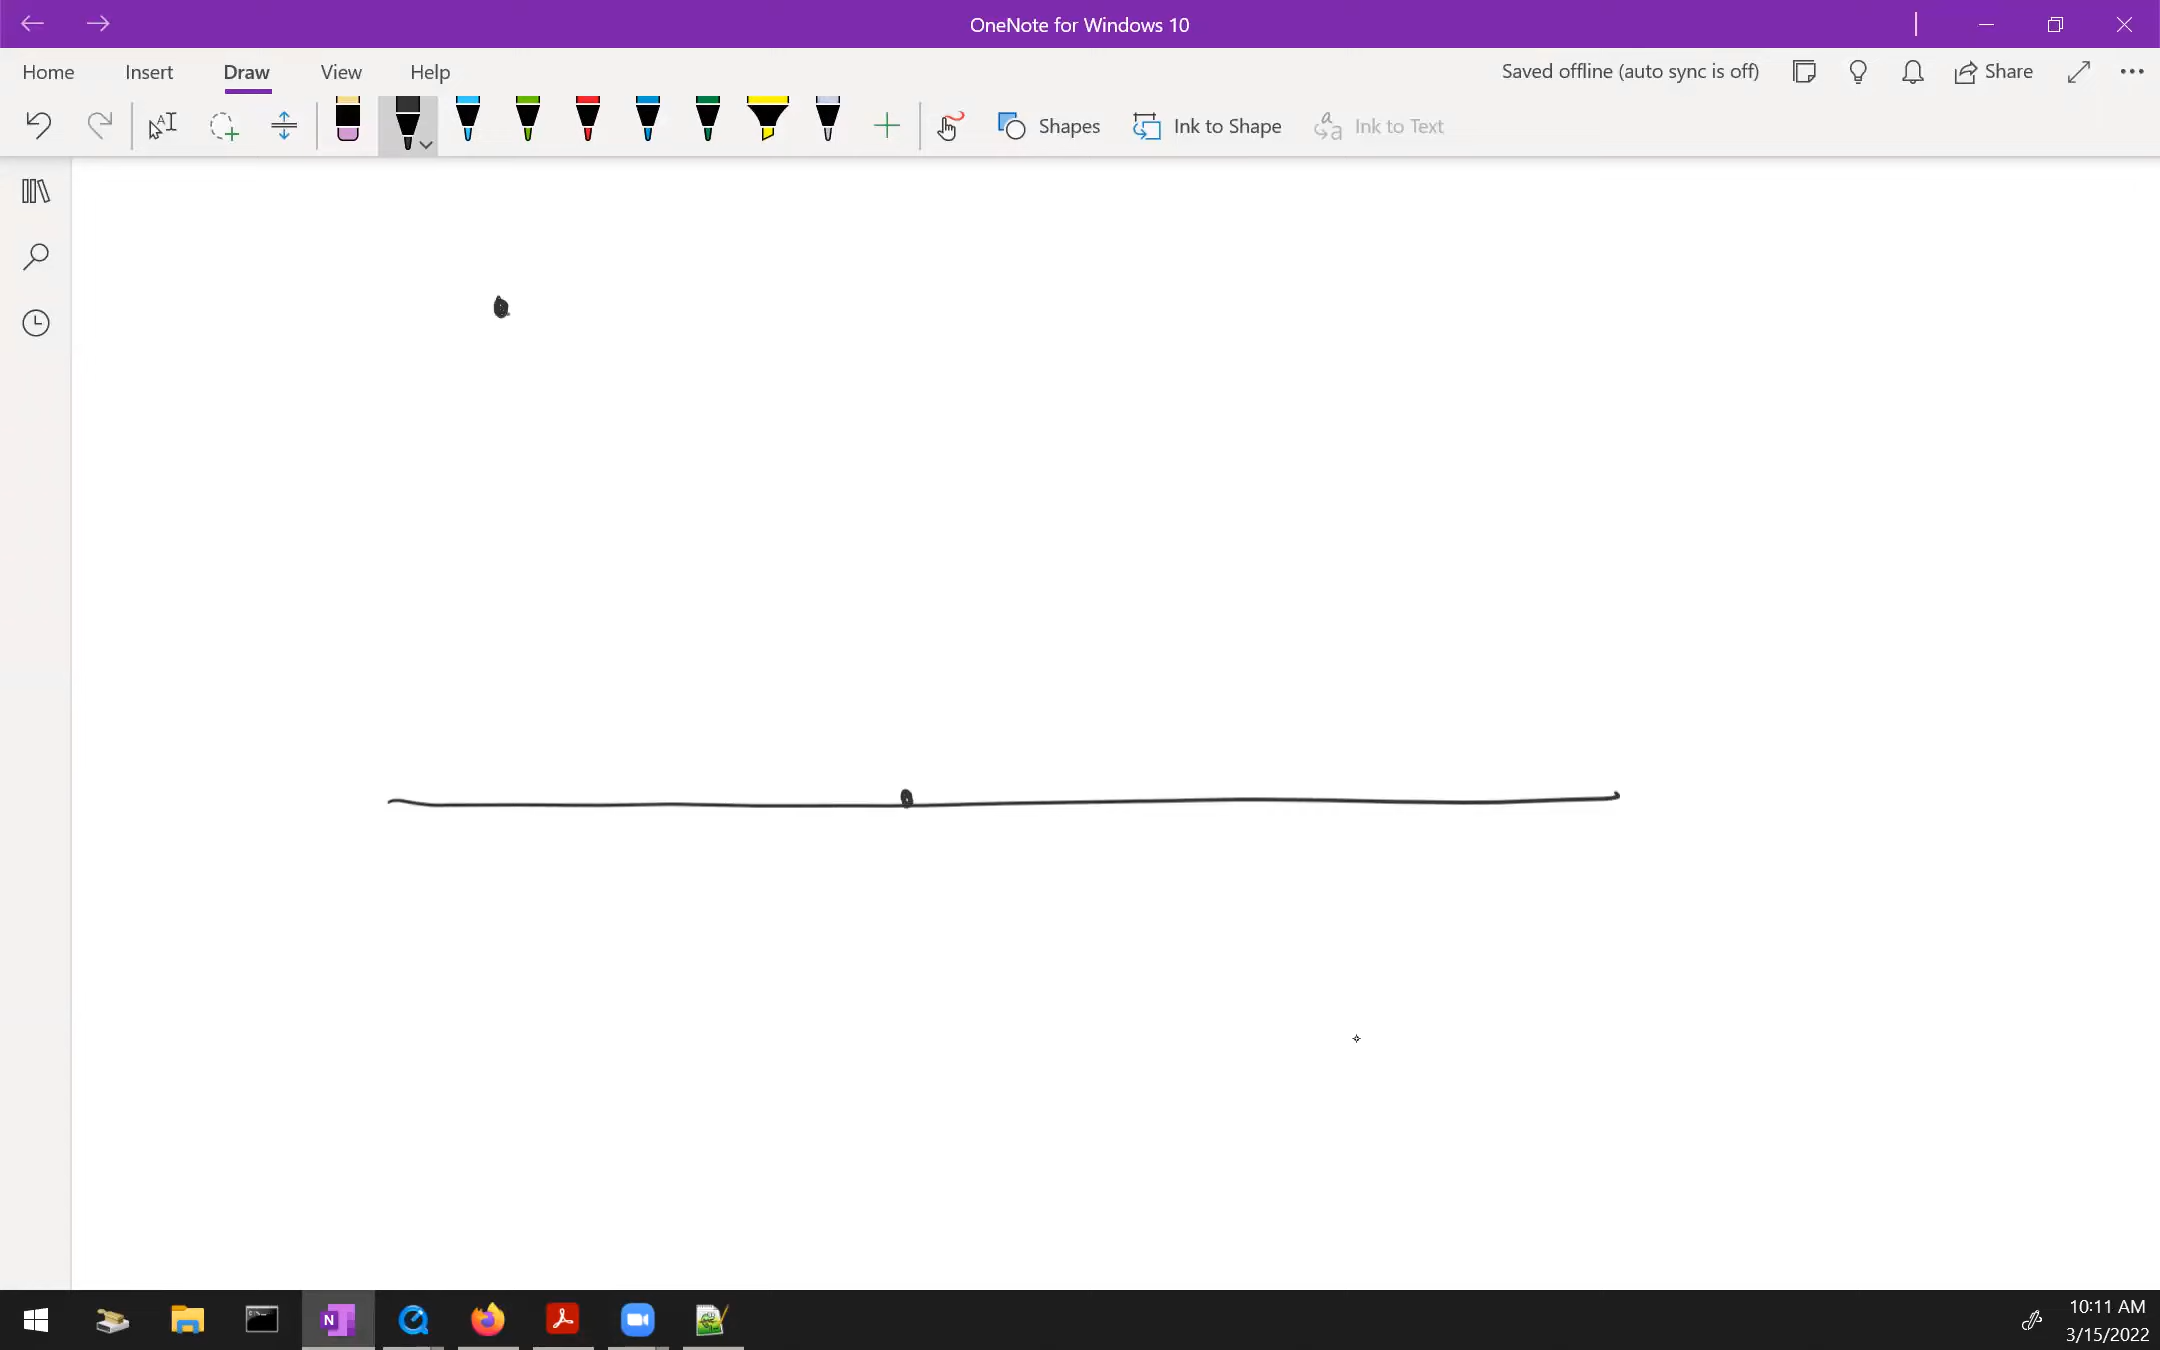 OneNote for Windows 10
Home Insert Draw View Help
Saved offline (auto sync is off) Share
Shapes Ink to Shape Ink to Text
10:11 AM
3/15/2022